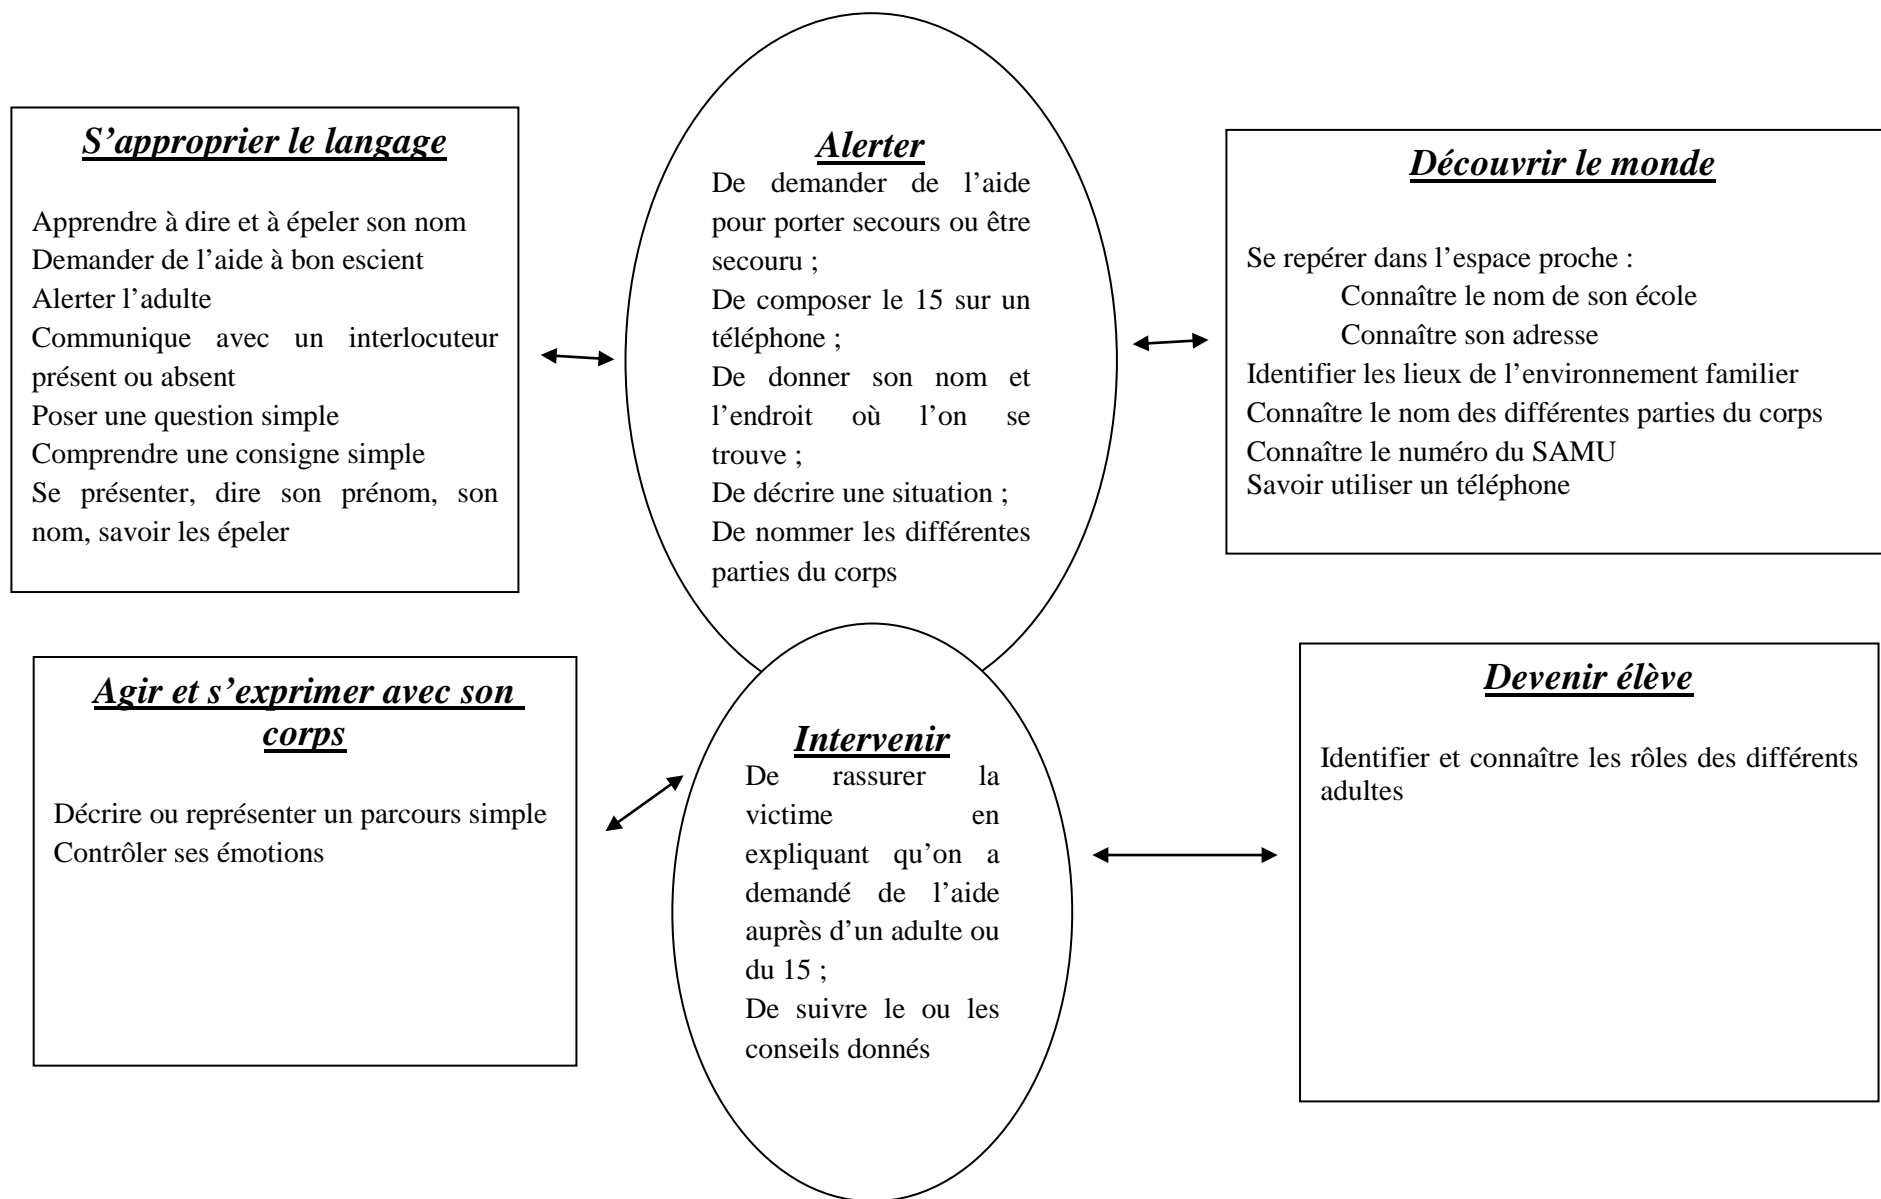 S’approprier le langage
Apprendre à dire et à épeler son nom
Demander de l’aide à bon escient
Alerter l’adulte
Communique avec un interlocuteur
présent ou absent
Poser une question simple
Comprendre une consigne simple
Se présenter, dire son prénom, son
nom, savoir les épeler
Alerter
De demander de l’aide
pour porter secours ou être
secouru ;
De composer le 15 sur un
téléphone ;
De donner son nom et
l’endroit où l’on se
trouve ;
De décrire une situation ;
De nommer les différentes
parties du corps
Découvrir le monde
Se repérer dans l’espace proche :
Connaître le nom de son école
Connaître son adresse
Identifier les lieux de l’environnement familier
Connaître le nom des différentes parties du corps
Connaître le numéro du SAMU
Savoir utiliser un téléphone
Agir et s’exprimer avec son
corps
Décrire ou représenter un parcours simple
Contrôler ses émotions
Intervenir
De rassurer la
victime en
expliquant qu’on a
demandé de l’aide
auprès d’un adulte ou
du 15 ;
De suivre le ou les
conseils donnés
Devenir élève
Identifier et connaître les rôles des différents
adultes